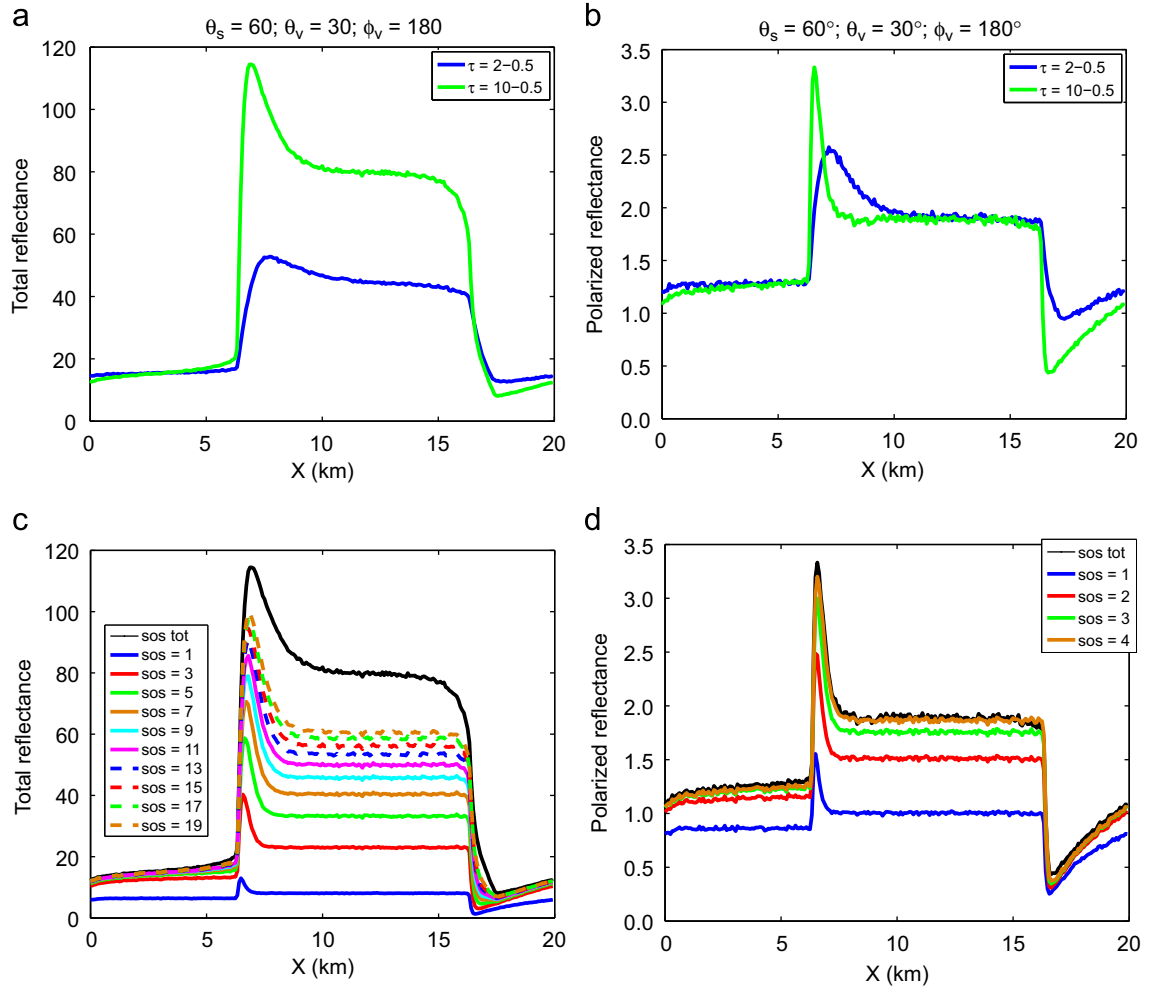 a
θs = 60; θv = 30; ϕv = 180
120
100
80
60
40
20
0
Total reflectance
τ = 2−0.5
τ = 10−0.5
0 5 10 15 20
X (km)
b
θs = 60°; θv = 30°; ϕv = 180°
3.5
3.0
2.5
2.0
1.5
1.0
0.5
0.0
Polarized reflectance
τ = 2−0.5
τ = 10−0.5
0 5 10 15 20
X (km)
c
120
100
80
60
40
20
0
Total reflectance
sos tot
sos = 1
sos = 3
sos = 5
sos = 7
sos = 9
sos = 11
sos = 13
sos = 15
sos = 17
sos = 19
0 5 10 15 20
X (km)
d
3.5
3.0
2.5
2.0
1.5
1.0
0.5
0.0
Polarized reflectance
sos tot
sos = 1
sos = 2
sos = 3
sos = 4
0 5 10 15 20
X (km)